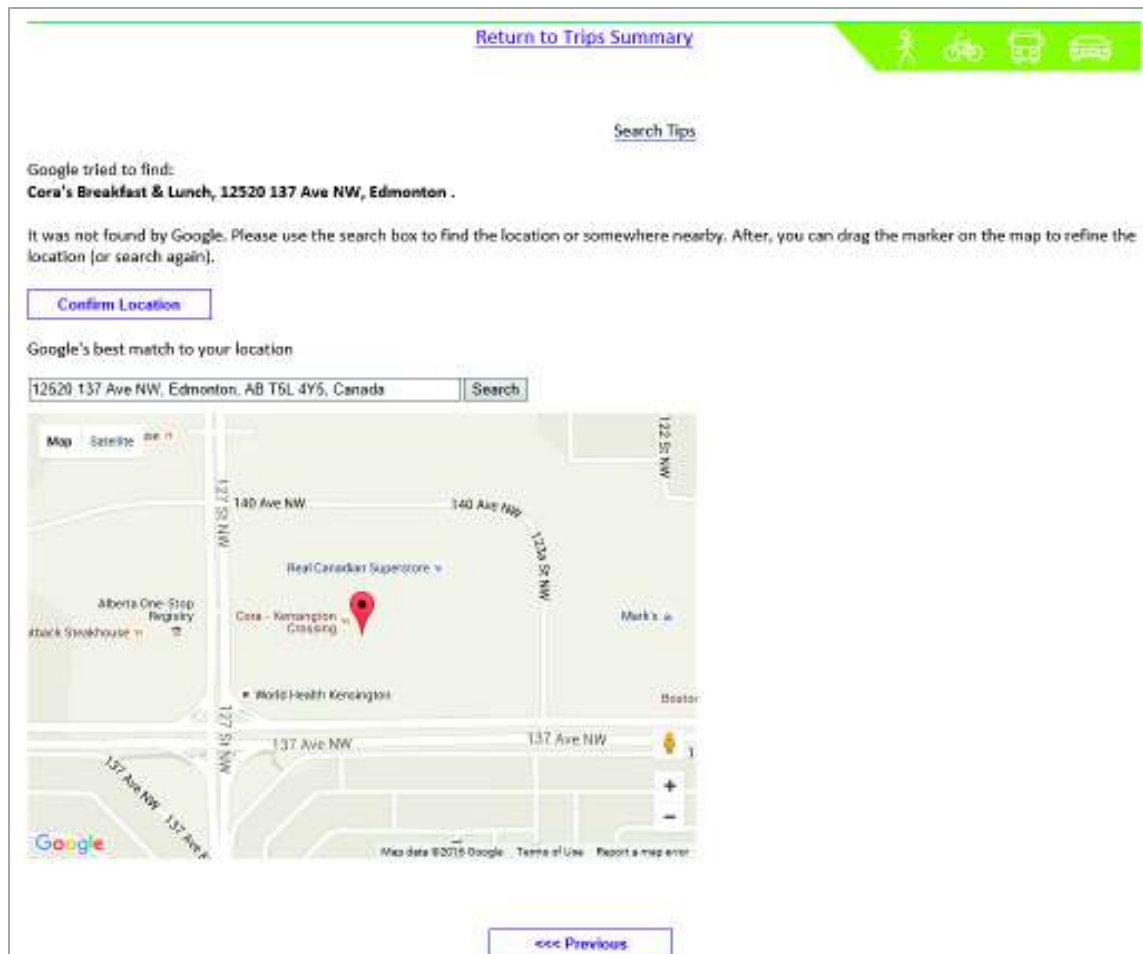 Return to Trips Summary
Search Tips
Google tried to find:
Cora's Breakfast & Lunch, 12520 137 Ave NW, Edmonton .
It was not found by Google. Please use the search box to find the location or somewhere nearby. After, you can drag the marker on the map to refine the
location (or search again).
Confirm Location
Google's best match to your location
12520 137 Ave NW, Edmonton, AB T5L 4Y5, Canada Search
Map Satellite
122 St NW
127 St NW
140 Ave NW 140 Ave NW
123a St NW
Real Canadian Superstore
Alberta One-Stop
Registry
Cora - Kensington
Crossing
Mark's
tback Steakhouse
World Health Kensington
Boston
127 St NW
137 Ave NW 137 Ave NW
137 Ave NW
137 Ave
+
−
Google
Map data ©2016 Google Terms of Use Report a map error
<<< Previous